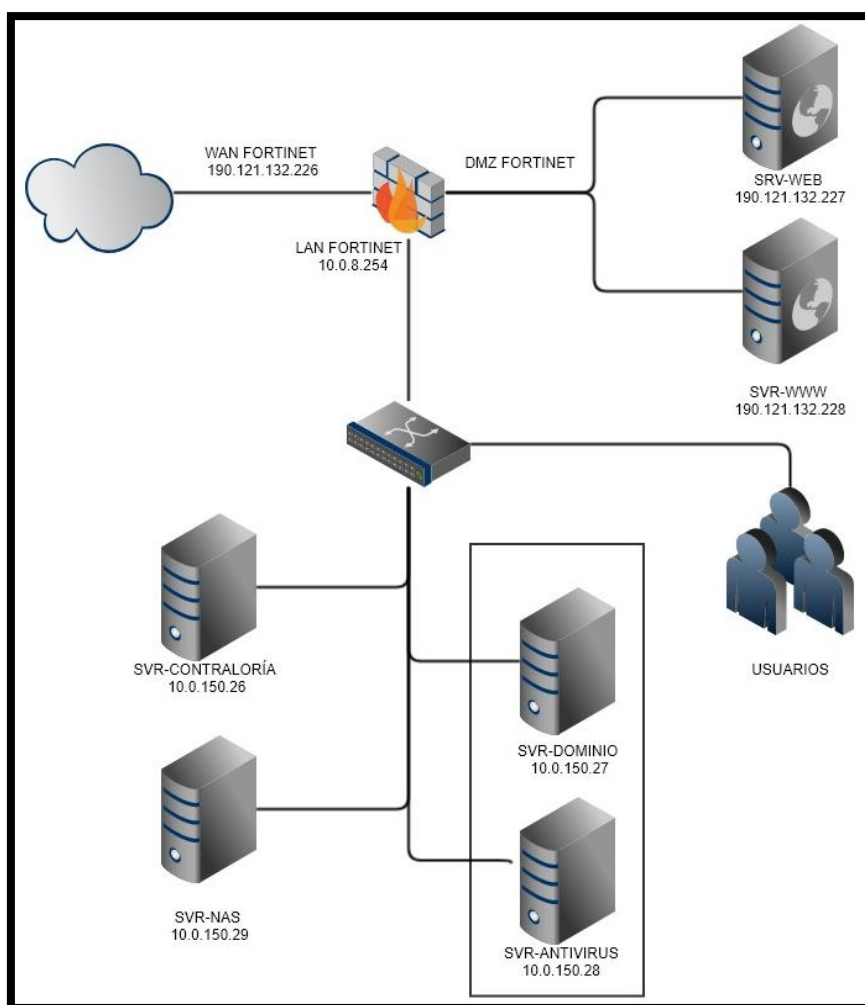 WAN FORTINET
190.121.132.226
DMZ FORTINET
SRV-WEB
190.121.132.227
LAN FORTINET
10.0.8.254
SVR-WWW
190.121.132.228
SVR-CONTRALORÍA
10.0.150.26
USUARIOS
SVR-DOMINIO
10.0.150.27
SVR-NAS
10.0.150.29
SVR-ANTIVIRUS
10.0.150.28